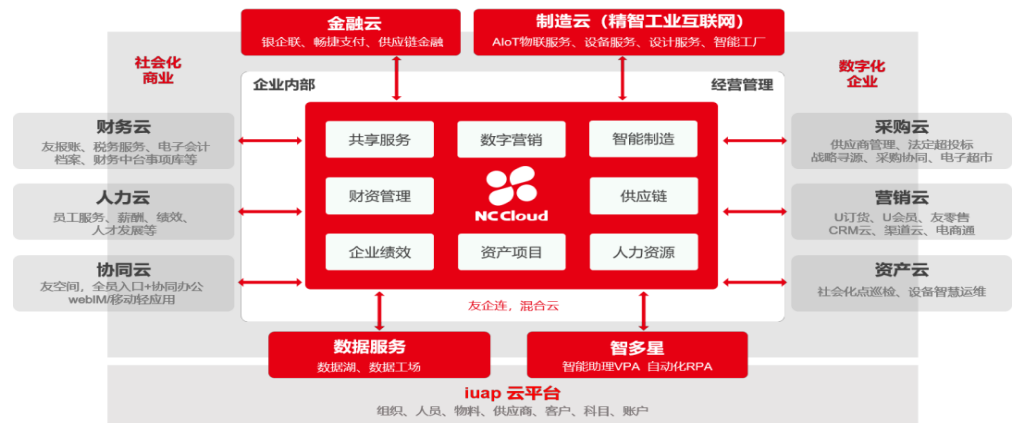 金融云
银企联、畅捷支付、供应链金融
制造云（精智工业互联网）
AIoT物联服务、设备服务、设计服务、智能工厂
社会化
商业
数字化
企业
企业内部
经营管理
财务云
友报账、税务服务、电子会计
档案、财务中台事项库等
人力云
员工服务、薪酬、绩效、
人才发展等
协同云
友空间，全员入口+协同办公
webIM/移动轻应用
共享服务
数字营销
智能制造
财资管理
NC Cloud
供应链
企业绩效
资产项目
人力资源
友企连，混合云
采购云
供应商管理、法定超投标
战略寻源、采购协同、电子超市
营销云
U订货、U会员、友零售
CRM云、渠道云、电商通
资产云
社会化点巡检、设备智慧运维
数据服务
数据湖、数据工场
智多星
智能助理VPA 自动化RPA
iuap 云平台
组织、人员、物料、供应商、客户、科目、账户